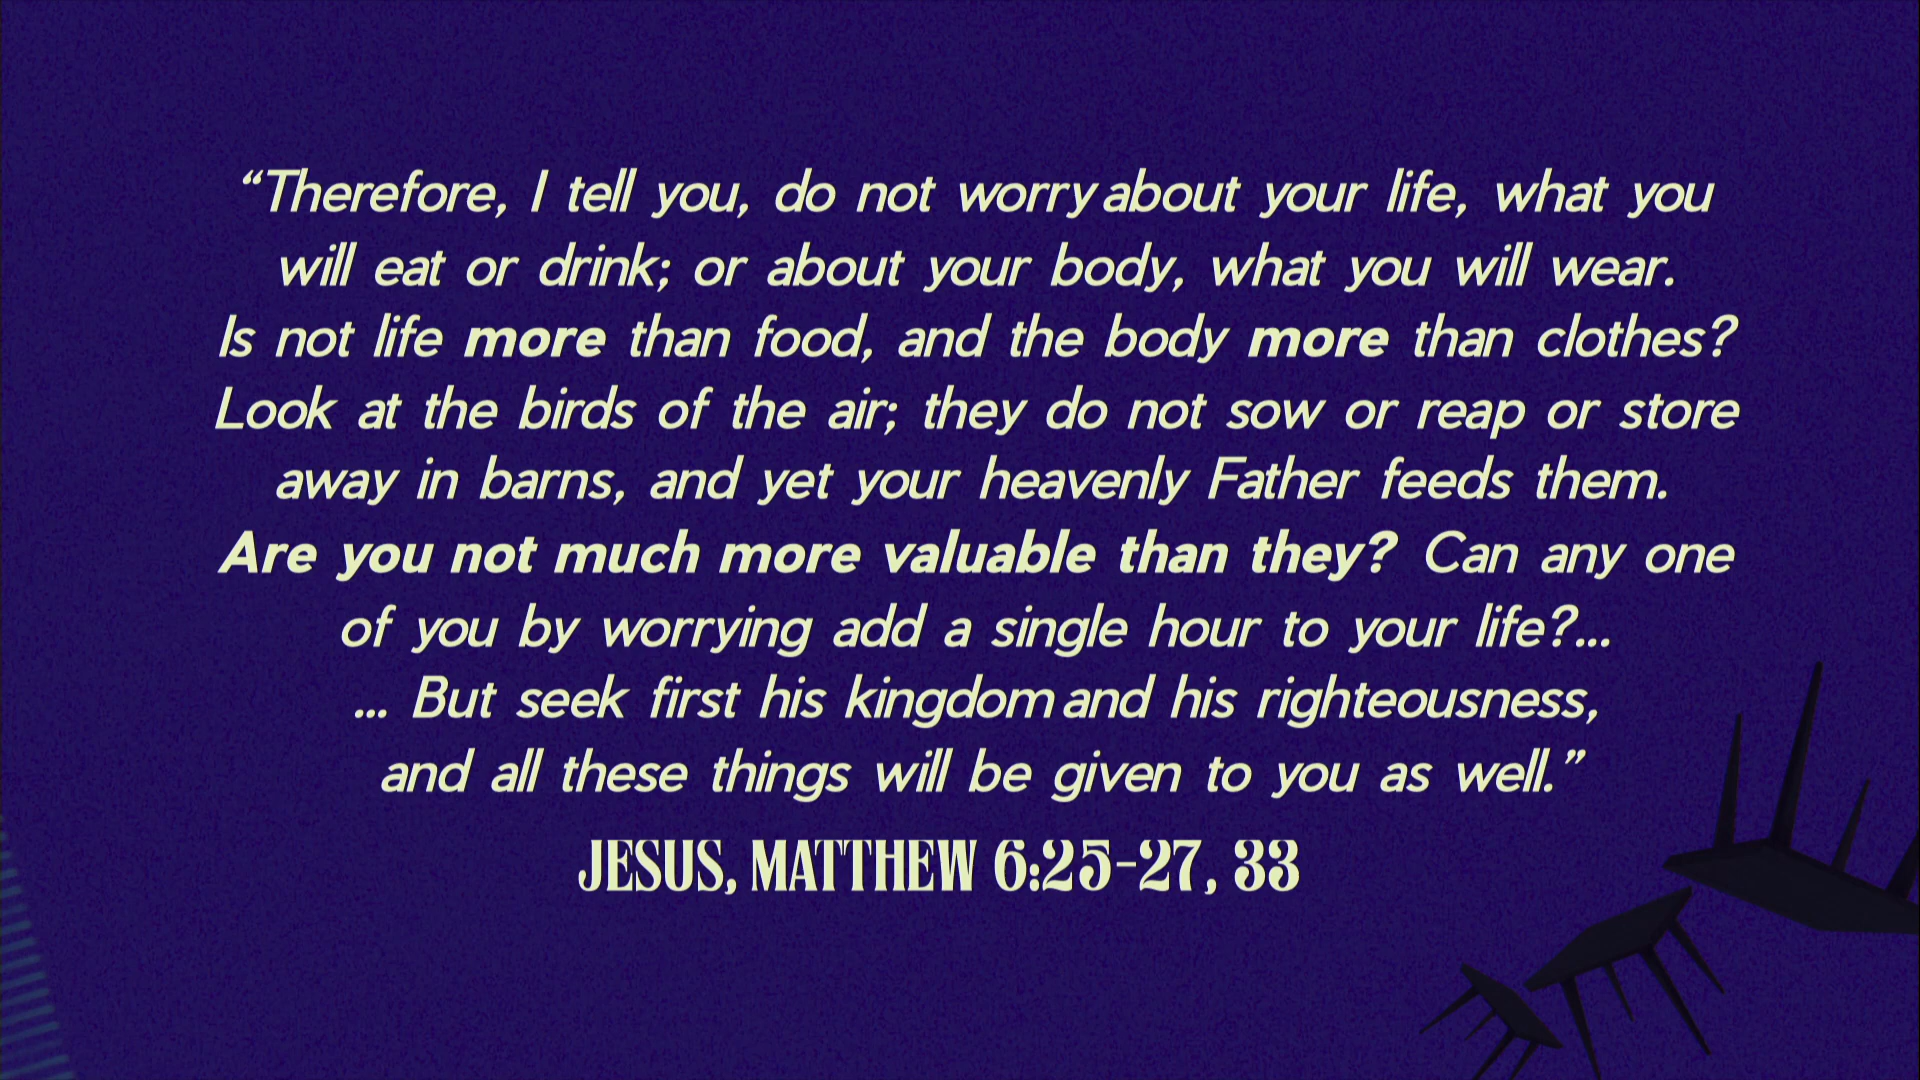 “Therefore, I tell you, do not worry about your life, what you
will eat or drink; or about your body, what you will wear.
Is not life more than food, and the body more than clothes?
Look at the birds of the air; they do not sow or reap or store
away in barns, and yet your heavenly Father feeds them.
Are you not much more valuable than they? Can any one
of you by worrying add a single hour to your life?...
... But seek first his kingdom and his righteousness,
and all these things will be given to you as well.”
JESUS, MATTHEW 6:25-27, 33